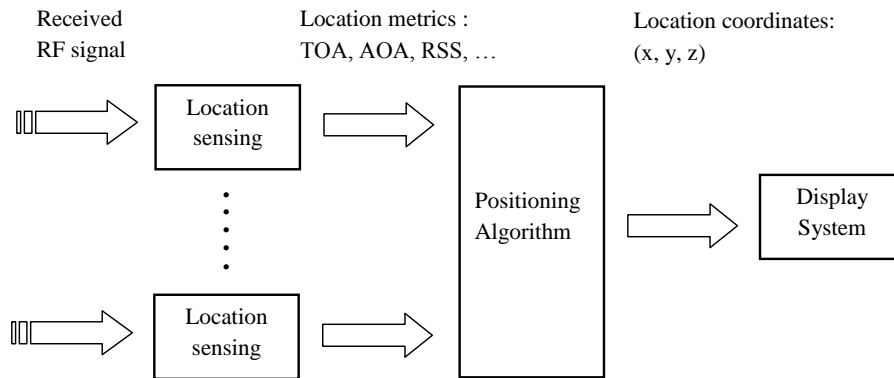 Received
RF signal
Location metrics :
TOA, AOA, RSS, …
Location coordinates:
(x, y, z)
Location
sensing
Positioning
Algorithm
Display
System
Location
sensing